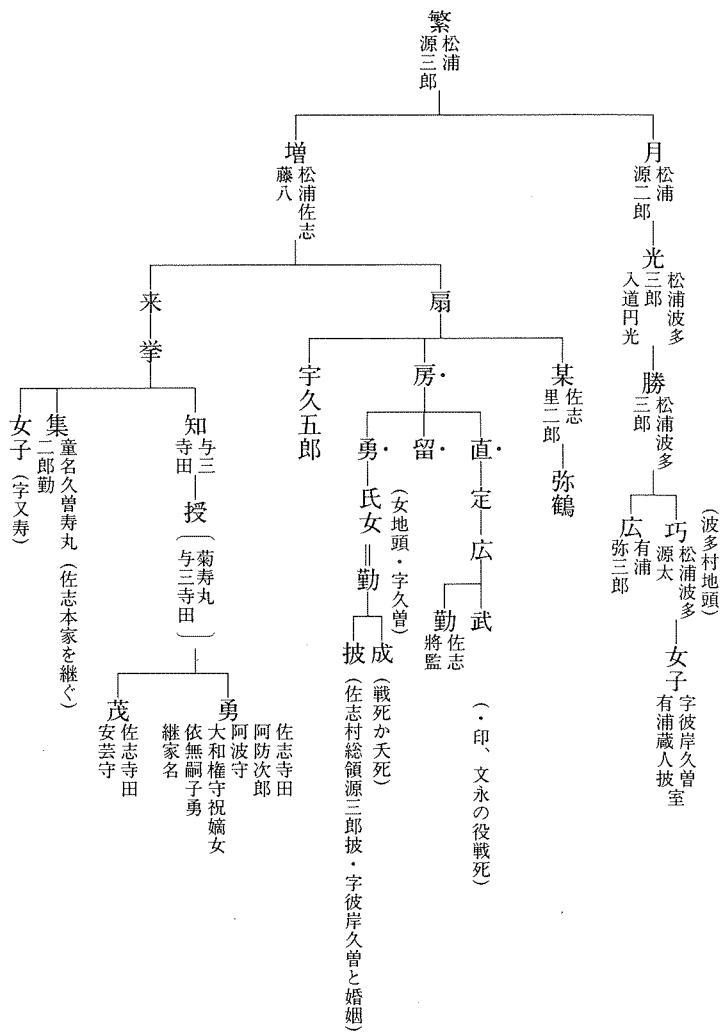 繁
松浦
源三郎
月
松浦
源二郎
光
松浦波多
三郎
入道円光
勝
松浦波多
三郎
(波多村地頭)
巧
松浦波多
源太
女子
字彼岸久曽
有浦蔵人披室
広
有浦
弥三郎
増
松浦佐志
藤八
扇
某
佐志
里二郎
弥鶴
房・
直・
定
広
武
勤
佐志
將監
留・
勇・
氏女
(女地頭・字久曽)
勤
成
(戦死か夭死)
披
(佐志村総領源三郎披・字彼岸久曽と婚姻)
宇久五郎
来
挙
知
与三
寺田
授
菊寿丸
与三寺田
勇
佐志寺田
阿防次郎
阿波守
大和権守祝嫡女
依無嗣子勇
継家名
茂
佐志寺田
安芸守
集
童名久曽寿丸(佐志本家を継ぐ)
二郎勤
女子
(字又寿)
(・印、文永の役戦死)